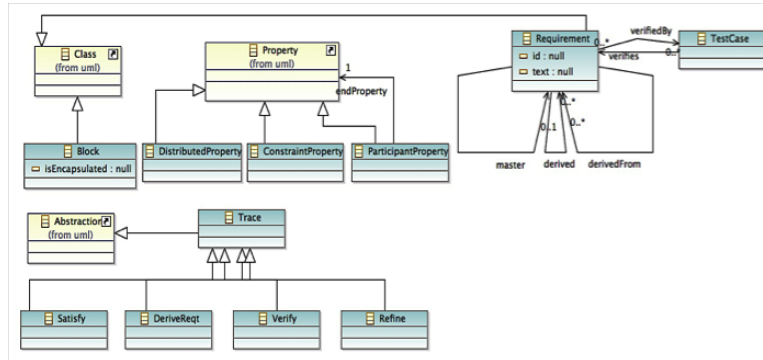 Class
(from uml)
Property
(from uml)
1
endProperty
Requirement
id : null
text : null
verifiedBy
0..*
verifies
0..*
TestCase
Block
isEncapsulated : null
DistributedProperty
ConstraintProperty
ParticipantProperty
0..1
0..*
0..*
master
derived
derivedFrom
Abstraction
(from uml)
Trace
Satisfy
DeriveReqt
Verify
Refine